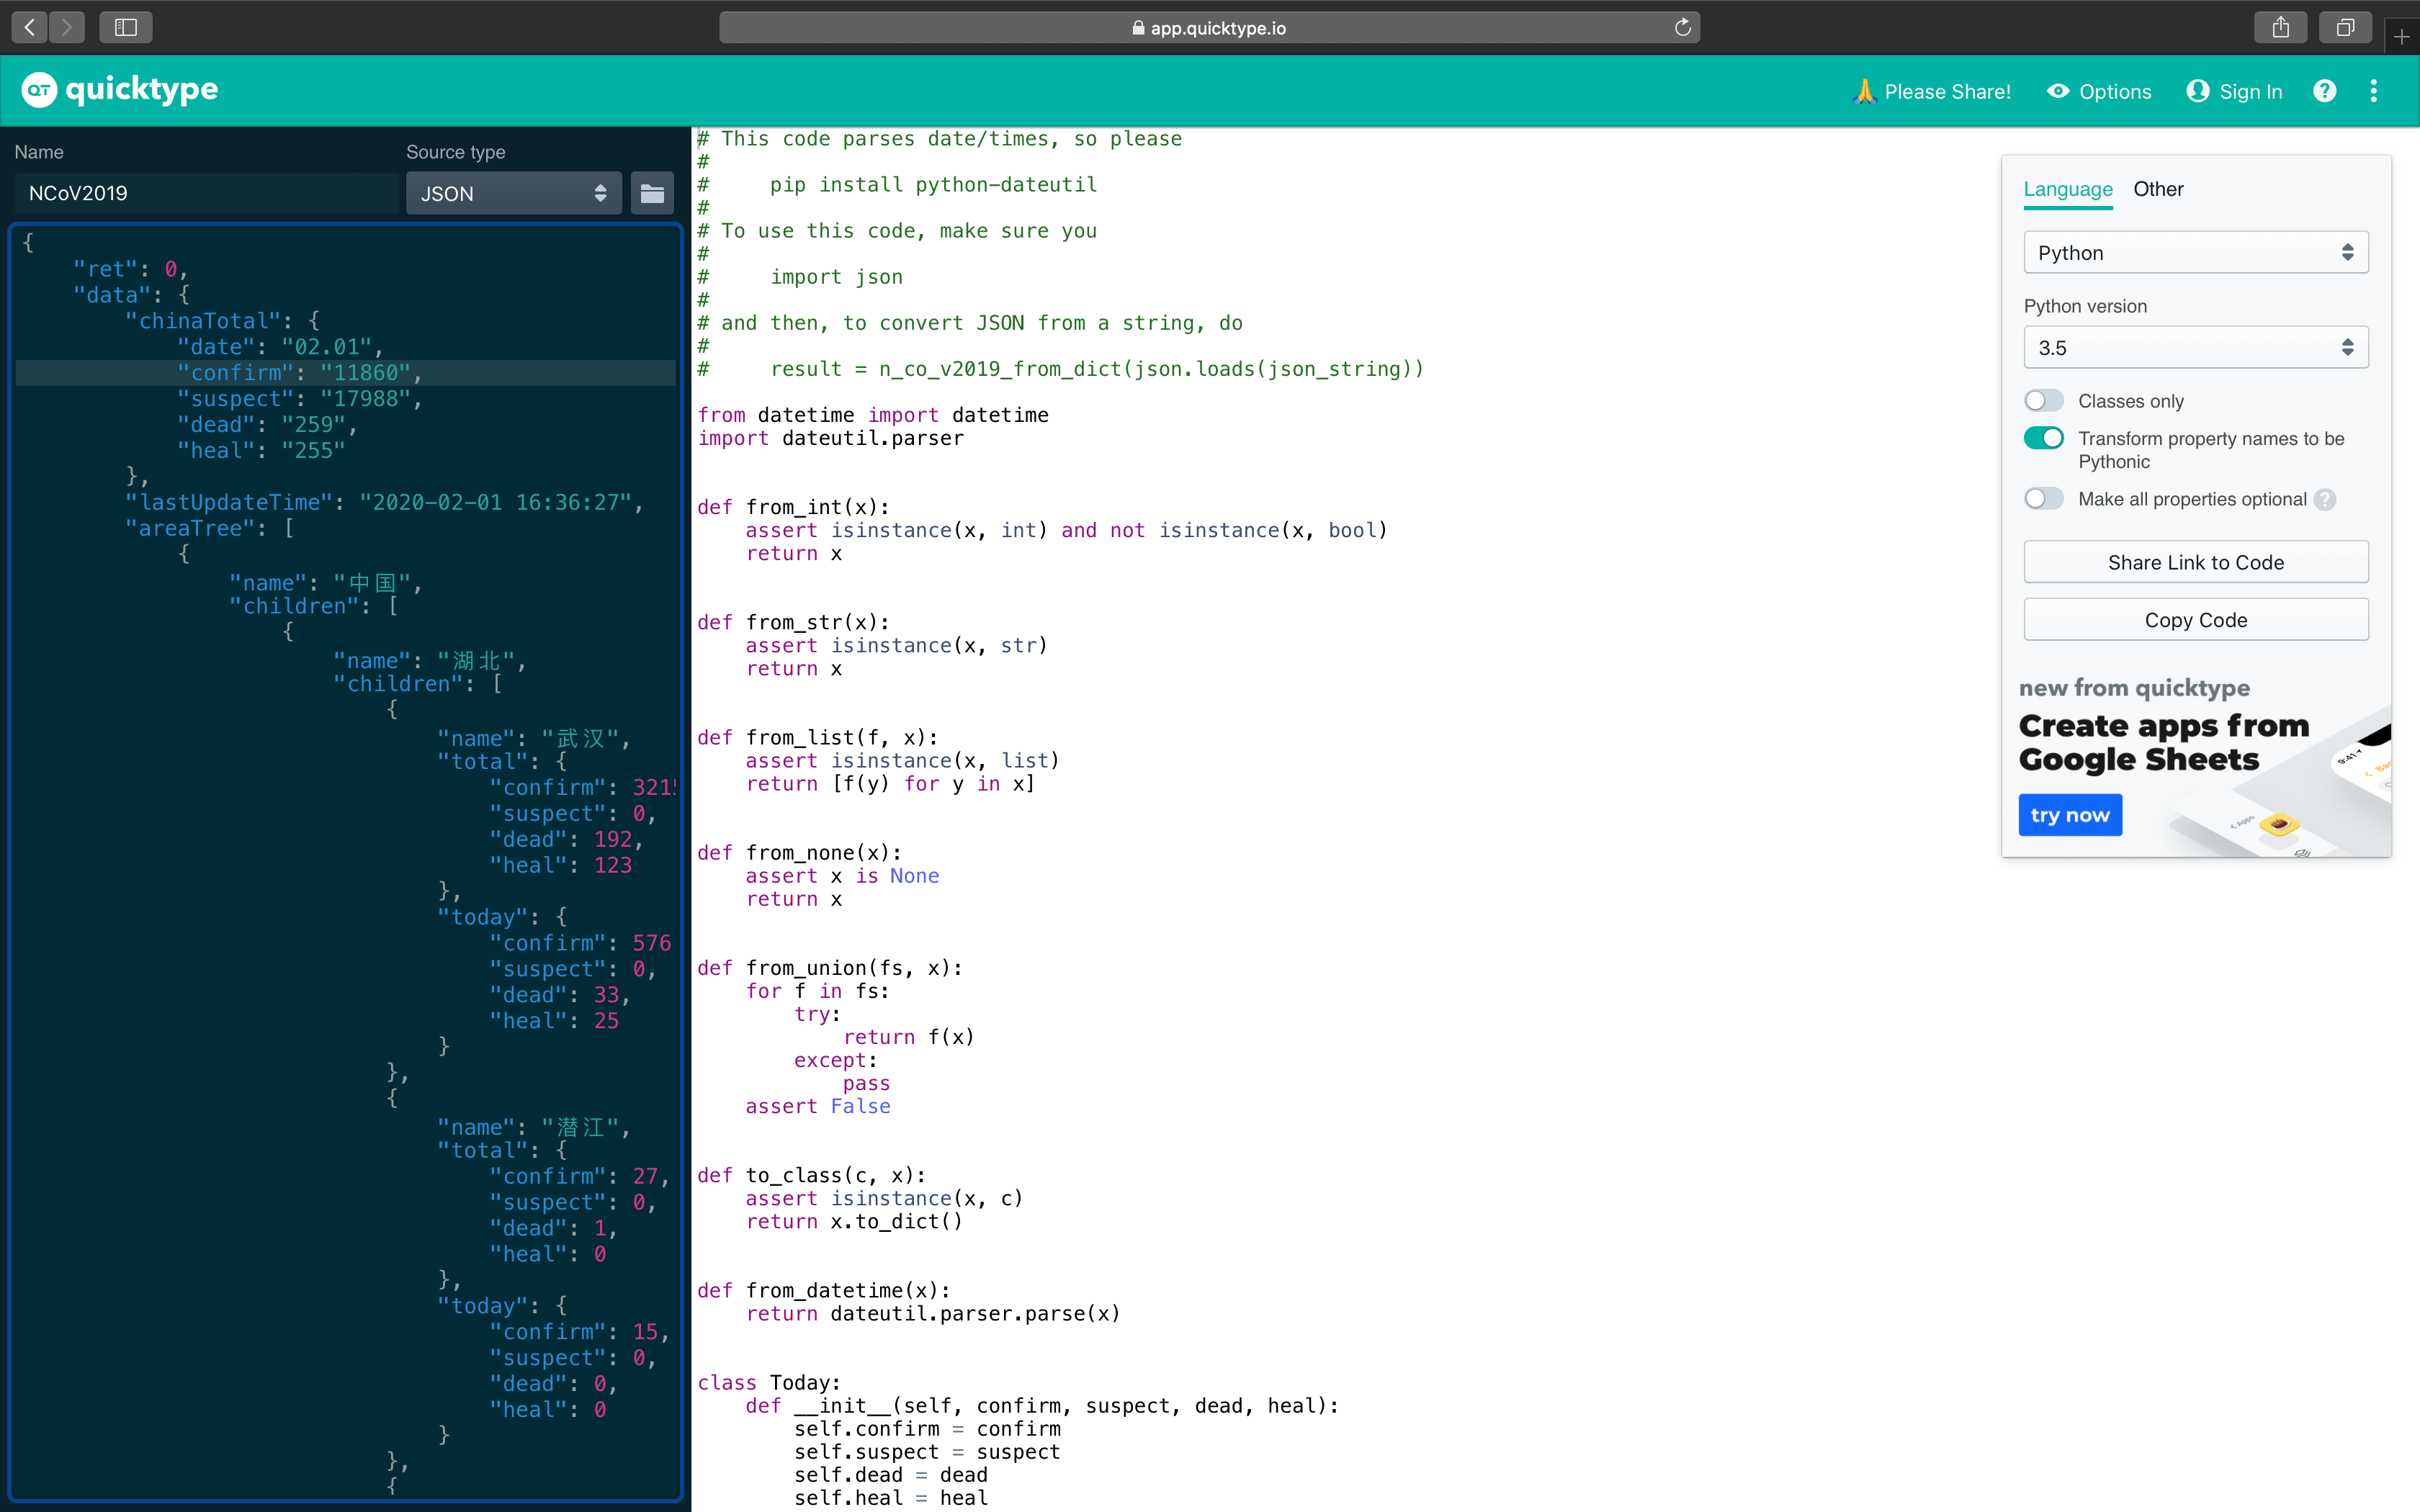 app.quicktype.io
QT quicktype
🙏 Please Share!
Options
Sign In
?
Name
Source type
NCoV2019
JSON
{
"ret": 0,
"data": {
"chinaTotal": {
"date": "02.01",
"confirm": "11860",
"suspect": "17988",
"dead": "259",
"heal": "255"
},
"lastUpdateTime": "2020-02-01 16:36:27",
"areaTree": [
{
"name": "中国",
"children": [
{
"name": "湖北",
"children": [
{
"name": "武汉",
"total": {
"confirm": 321
"suspect": 0,
"dead": 192,
"heal": 123
},
"today": {
"confirm": 576
"suspect": 0,
"dead": 33,
"heal": 25
}
},
{
"name": "潜江",
"total": {
"confirm": 27,
"suspect": 0,
"dead": 1,
"heal": 0
},
"today": {
"confirm": 15,
"suspect": 0,
"dead": 0,
"heal": 0
}
},
{
# This code parses date/times, so please
#
#     pip install python-dateutil
#
# To use this code, make sure you
#
#     import json
#
# and then, to convert JSON from a string, do
#
#     result = n_co_v2019_from_dict(json.loads(json_string))
from datetime import datetime
import dateutil.parser
def from_int(x):
    assert isinstance(x, int) and not isinstance(x, bool)
    return x
def from_str(x):
    assert isinstance(x, str)
    return x
def from_list(f, x):
    assert isinstance(x, list)
    return [f(y) for y in x]
def from_none(x):
    assert x is None
    return x
def from_union(fs, x):
    for f in fs:
        try:
            return f(x)
        except:
            pass
    assert False
def to_class(c, x):
    assert isinstance(x, c)
    return x.to_dict()
def from_datetime(x):
    return dateutil.parser.parse(x)
class Today:
    def __init__(self, confirm, suspect, dead, heal):
        self.confirm = confirm
        self.suspect = suspect
        self.dead = dead
        self.heal = heal
Language
Other
Python
Python version
3.5
Classes only
Transform property names to be
Pythonic
Make all properties optional ?
Share Link to Code
Copy Code
new from quicktype
Create apps from
Google Sheets
try now
9:41
Apps